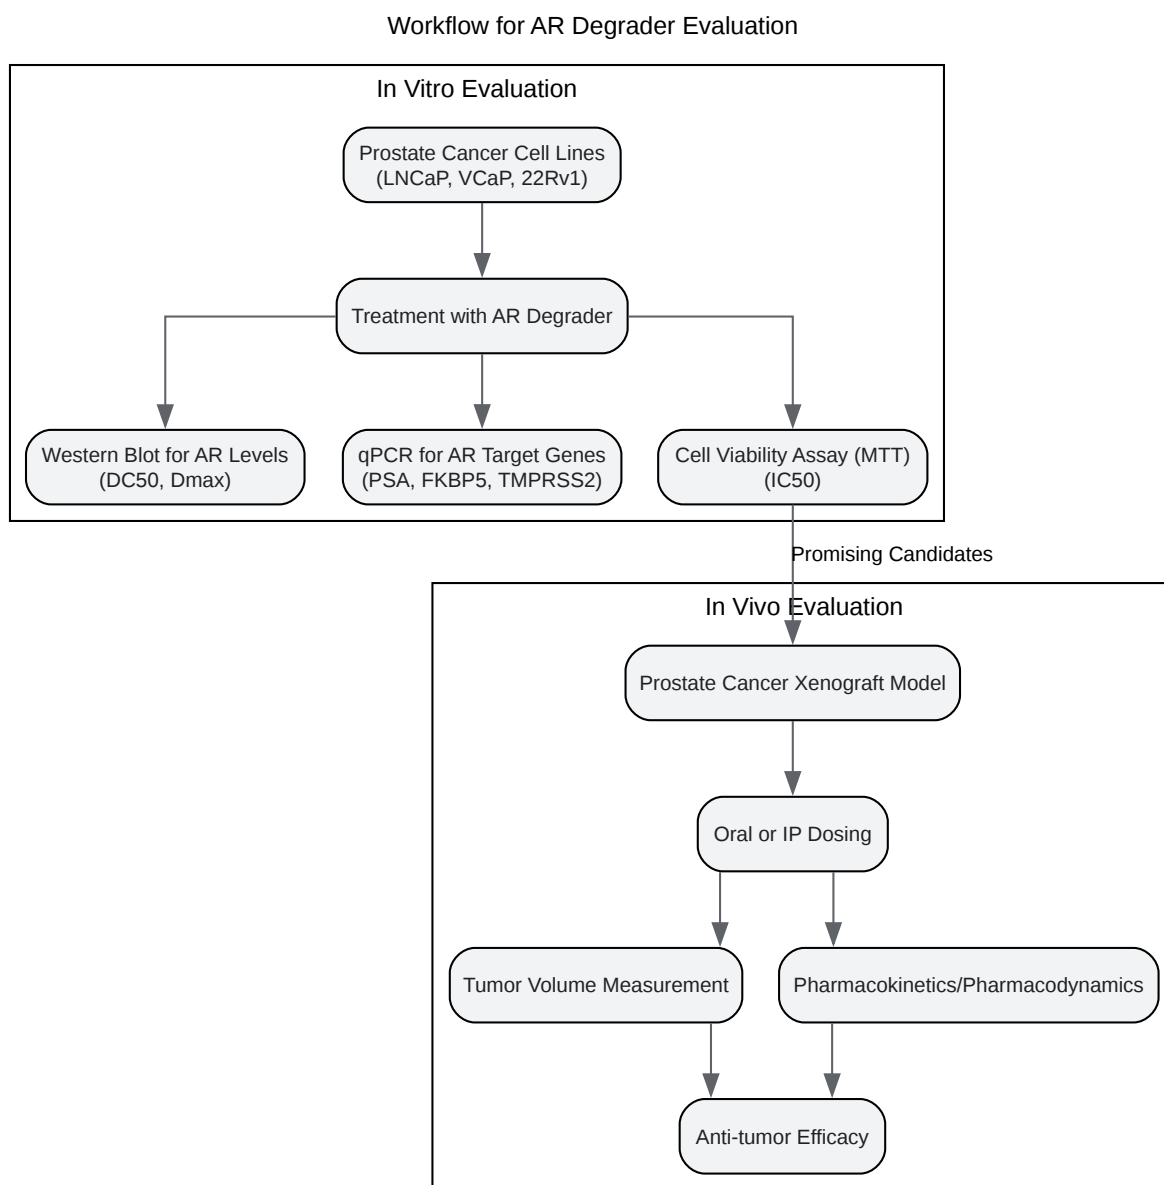 Workflow for AR Degrader Evaluation
In Vitro Evaluation
Prostate Cancer Cell Lines
(LNCaP, VCaP, 22Rv1)
Treatment with AR Degrader
Western Blot for AR Levels
(DC50, Dmax)
qPCR for AR Target Genes
(PSA, FKBP5, TMPRSS2)
Cell Viability Assay (MTT)
(IC50)
Promising Candidates
In Vivo Evaluation
Prostate Cancer Xenograft Model
Oral or IP Dosing
Tumor Volume Measurement
Pharmacokinetics/Pharmacodynamics
Anti-tumor Efficacy